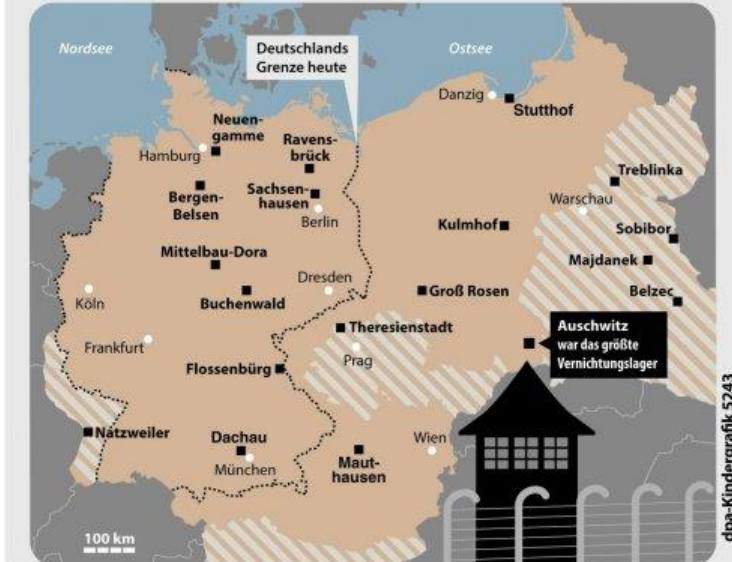 Nordsee
Deutschlands
Grenze heute
Ostsee
Danzig
Stutthof
Neuen-
gamme
Hamburg
Ravens-
brück
Treblinka
Bergen-
Belsen
Sachsen-
hausen
Berlin
Warschau
Kulmhof
Sobibor
Mittelbau-Dora
Majdanek
Köln
Buchenwald
Dresden
Groß Rosen
Belzec
Theresienstadt
Auschwitz
war das größte
Vernichtungslager
Frankfurt
Prag
Flossenbürg
Natzweiler
Dachau
München
Maut-
hausen
Wien
100 km
dpa-Kindergrafik 5243